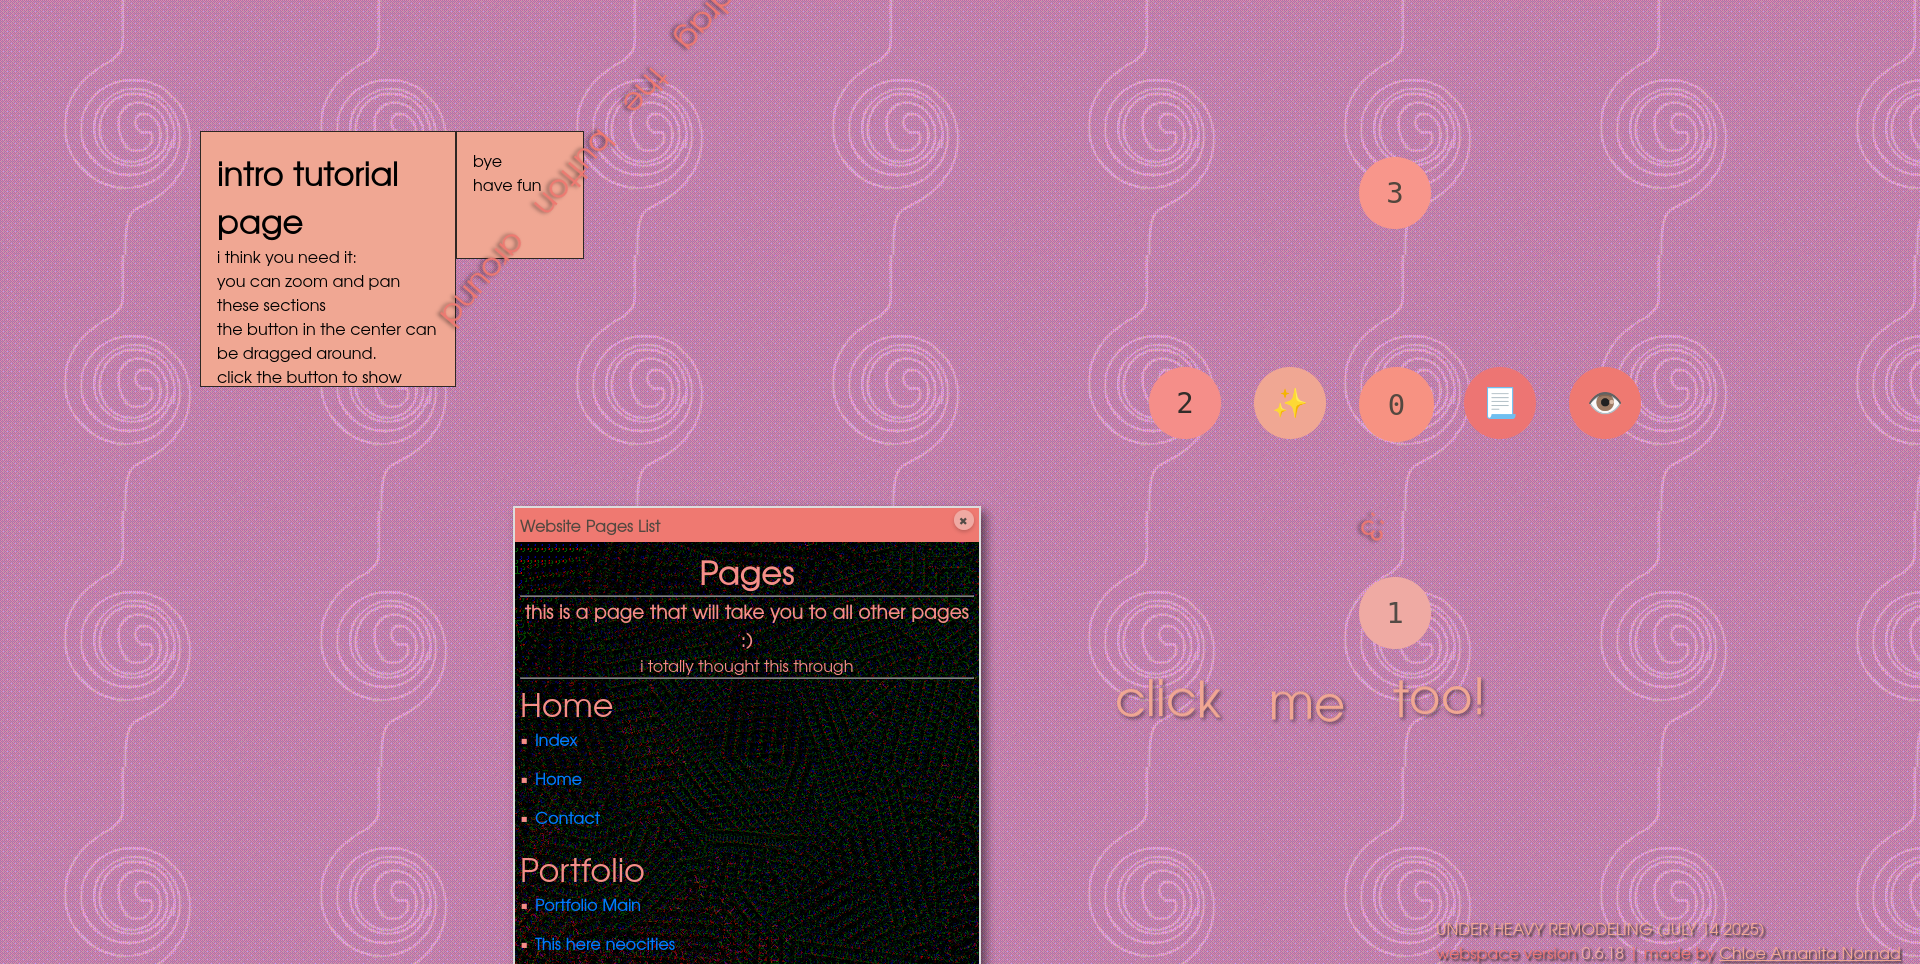 drag the button around
intro tutorial
page
i think you need it:
you can zoom and pan
these sections
the button in the center can
be dragged around.
click the button to show
bye
have fun
3
2
0
1
click me too!
Website Pages List
Pages
this is a page that will take you to all other pages
:)
i totally thought this through
Home
Index
Home
Contact
Portfolio
Portfolio Main
This here neocities
UNDER HEAVY REMODELING (JULY 14 2025)
webspace version 0.6.18 | made by Chloe Amanita Nomad